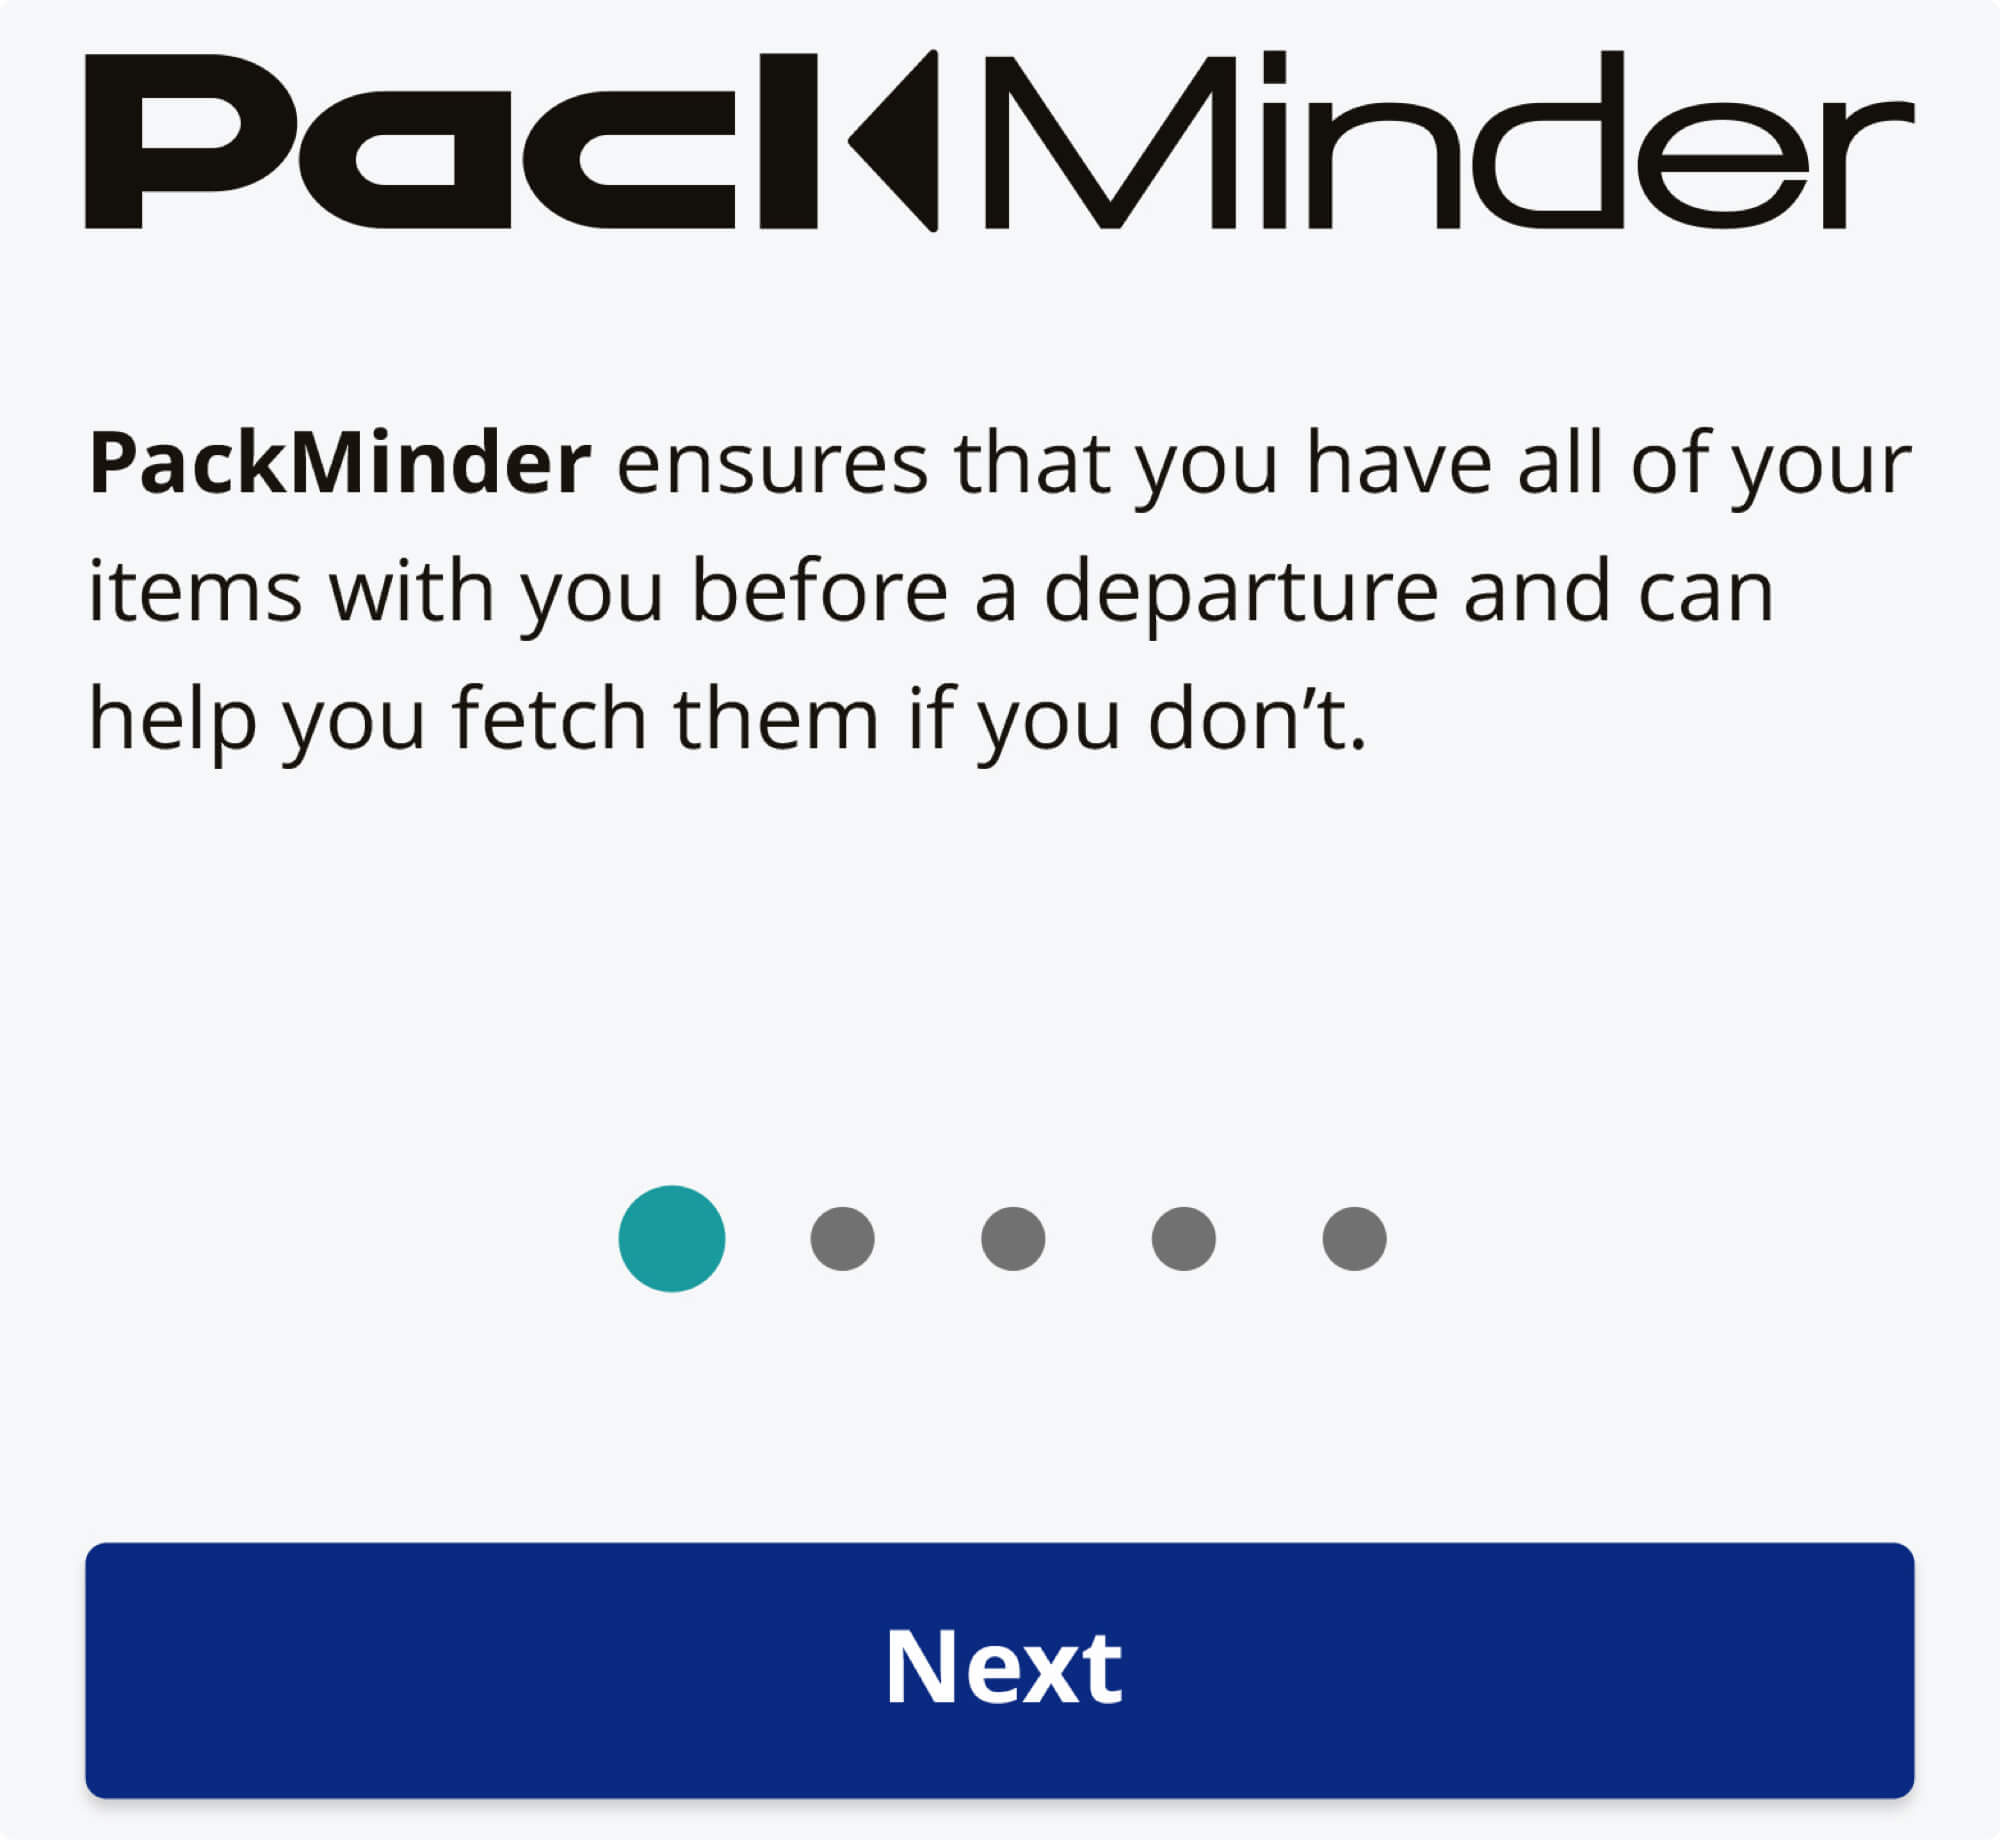 PackMinder
PackMinder ensures that you have all of your
items with you before a departure and can
help you fetch them if you don’t.
Next